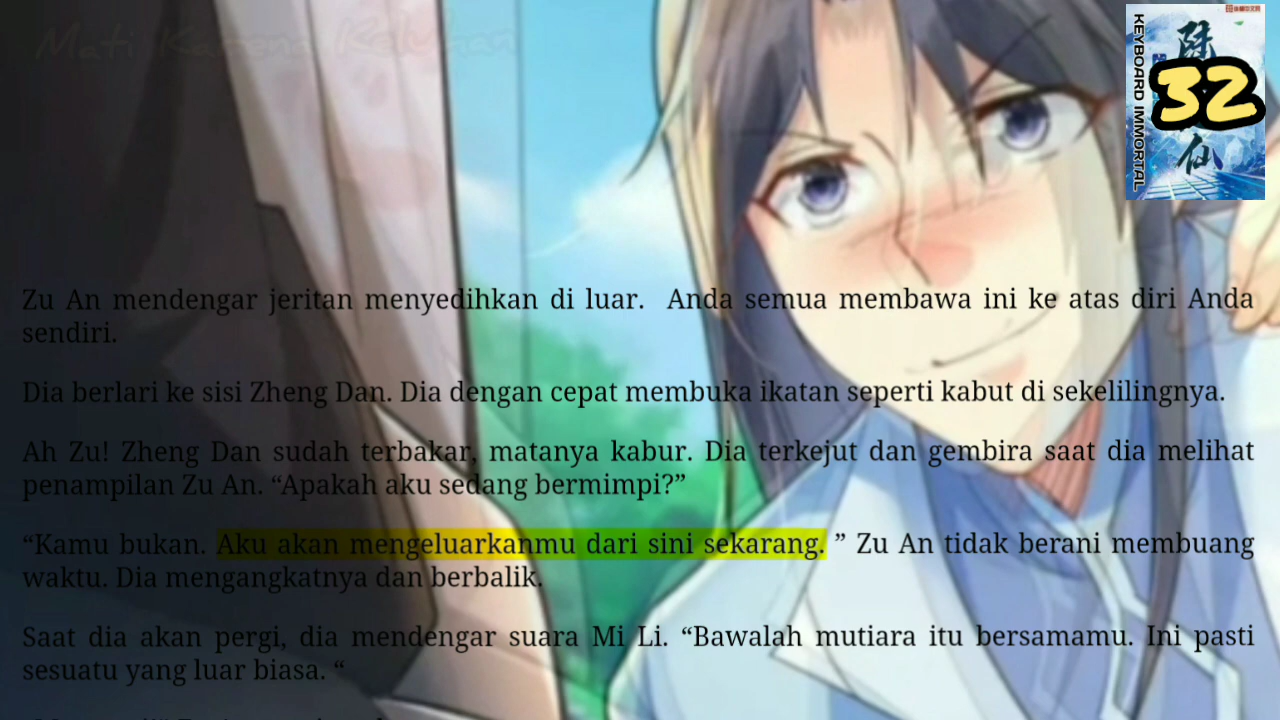 Mati Karena
陆
仙
KEYBOARD IMMORTAL
32
Zu An mendengar jeritan menyedihkan di luar.  Anda semua membawa ini ke atas diri Anda
sendiri.
Dia berlari ke sisi Zheng Dan. Dia dengan cepat membuka ikatan seperti kabut di sekelilingnya.
Ah Zu! Zheng Dan sudah terbakar, matanya kabur. Dia terkejut dan gembira saat dia melihat
penampilan Zu An. “Apakah aku sedang bermimpi?”
“Kamu bukan. Aku akan mengeluarkanmu dari sini sekarang. ” Zu An tidak berani membuang
waktu. Dia mengangkatnya dan berbalik.
Saat dia akan pergi, dia mendengar suara Mi Li. “Bawalah mutiara itu bersamamu. Ini pasti
sesuatu yang luar biasa. “